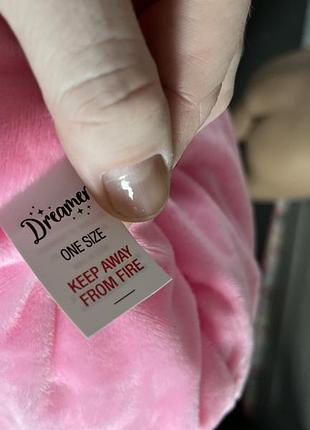 ONE SIZE
KEEP AWAY
FROM FIRE